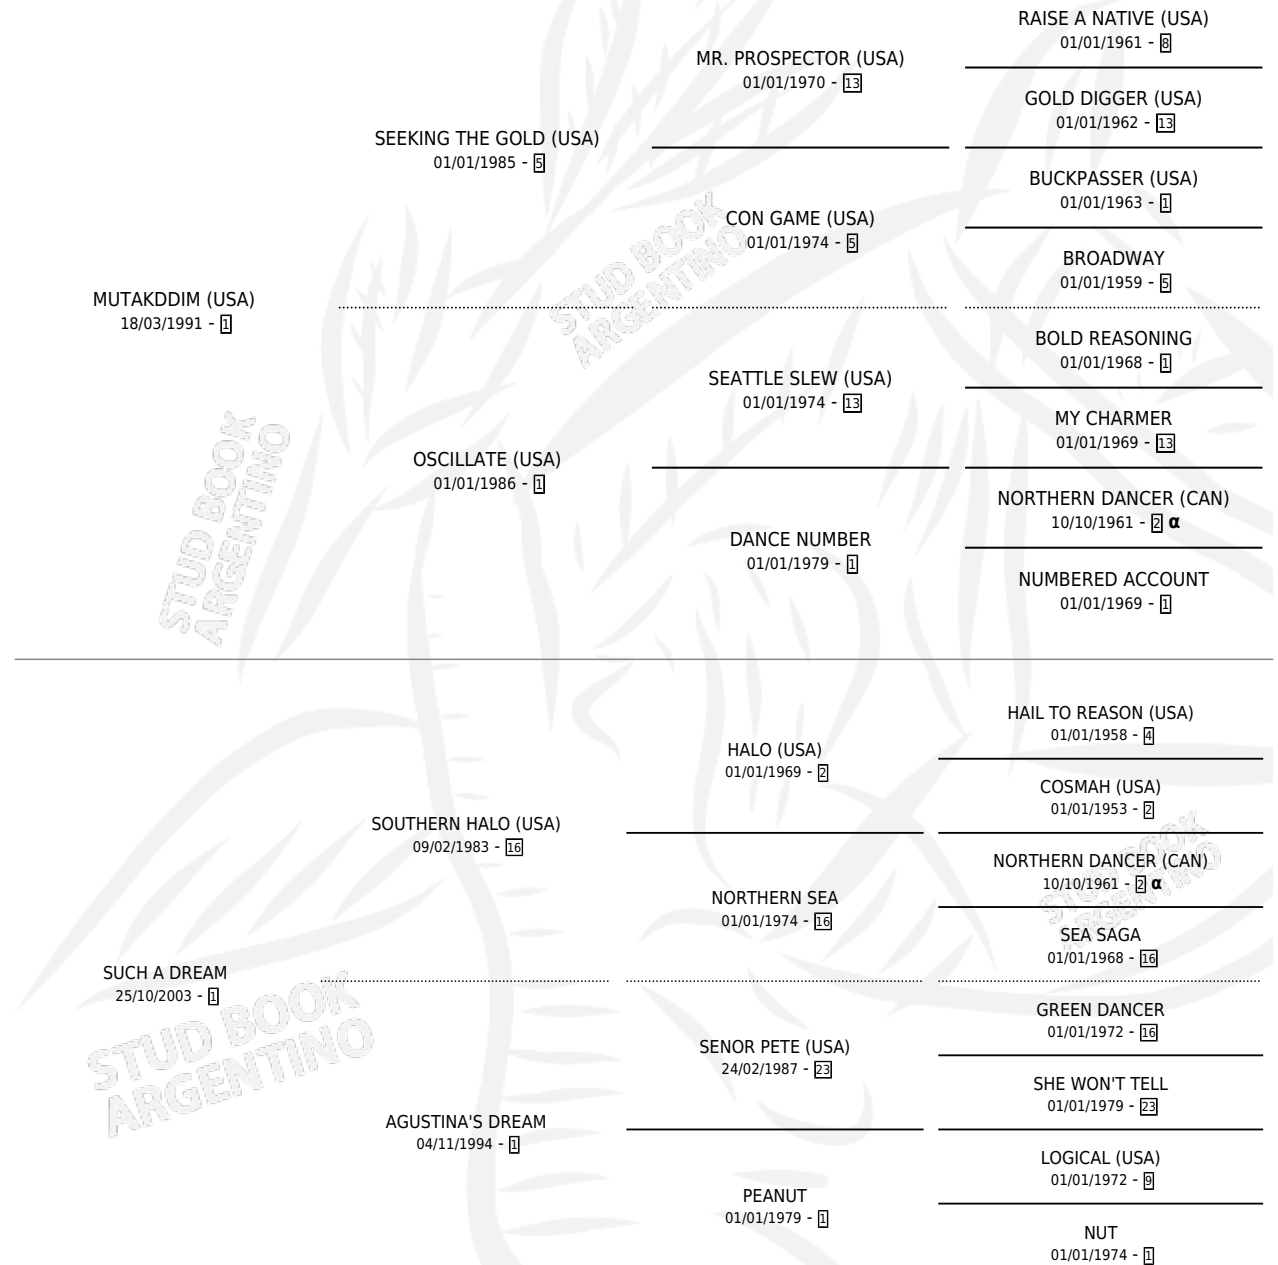 RAISE A NATIVE (USA)
01/01/1961 - 8
MR. PROSPECTOR (USA)
01/01/1970 - 13
GOLD DIGGER (USA)
01/01/1962 - 13
SEEKING THE GOLD (USA)
01/01/1985 - 5
BUCKPASSER (USA)
01/01/1963 - 1
CON GAME (USA)
01/01/1974 - 5
BROADWAY
01/01/1959 - 5
STUD BOOK
ARGENTINO
MUTAKDDIM (USA)
18/03/1991 - 1
BOLD REASONING
01/01/1968 - 1
SEATTLE SLEW (USA)
01/01/1974 - 13
MY CHARMER
01/01/1969 - 13
OSCILLATE (USA)
01/01/1986 - 1
NORTHERN DANCER (CAN)
10/10/1961 - 2 α
DANCE NUMBER
01/01/1979 - 1
NUMBERED ACCOUNT
01/01/1969 - 1
STUD BOOK
ARGENTINO
HAIL TO REASON (USA)
01/01/1958 - 4
HALO (USA)
01/01/1969 - 2
COSMAH (USA)
01/01/1953 - 2
SOUTHERN HALO (USA)
09/02/1983 - 16
NORTHERN DANCER (CAN)
10/10/1961 - 2 α
NORTHERN SEA
01/01/1974 - 16
SEA SAGA
01/01/1968 - 16
STUD BOOK
ARGENTINO
SUCH A DREAM
25/10/2003 - 1
GREEN DANCER
01/01/1972 - 16
SENOR PETE (USA)
24/02/1987 - 23
SHE WON'T TELL
01/01/1979 - 23
AGUSTINA'S DREAM
04/11/1994 - 1
LOGICAL (USA)
01/01/1972 - 9
PEANUT
01/01/1979 - 1
NUT
01/01/1974 - 1
STUD BOOK
ARGENTINO